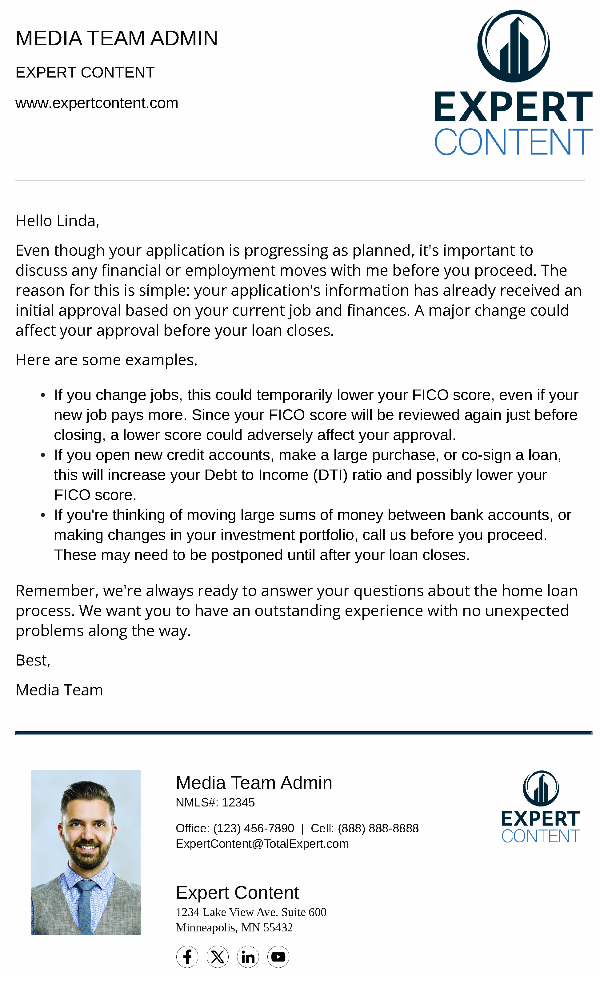 MEDIA TEAM ADMIN
EXPERT CONTENT
www.expertcontent.com
EXPERT
CONTENT
Hello Linda,
Even though your application is progressing as planned, it's important to
discuss any financial or employment moves with me before you proceed. The
reason for this is simple: your application's information has already received an
initial approval based on your current job and finances. A major change could
affect your approval before your loan closes.
Here are some examples.
• If you change jobs, this could temporarily lower your FICO score, even if your
new job pays more. Since your FICO score will be reviewed again just before
closing, a lower score could adversely affect your approval.
• If you open new credit accounts, make a large purchase, or co-sign a loan,
this will increase your Debt to Income (DTI) ratio and possibly lower your
FICO score.
• If you're thinking of moving large sums of money between bank accounts, or
making changes in your investment portfolio, call us before you proceed.
These may need to be postponed until after your loan closes.
Remember, we're always ready to answer your questions about the home loan
process. We want you to have an outstanding experience with no unexpected
problems along the way.
Best,
Media Team
Media Team Admin
NMLS#: 12345
Office: (123) 456-7890 | Cell: (888) 888-8888
ExpertContent@TotalExpert.com
EXPERT
CONTENT
Expert Content
1234 Lake View Ave. Suite 600
Minneapolis, MN 55432